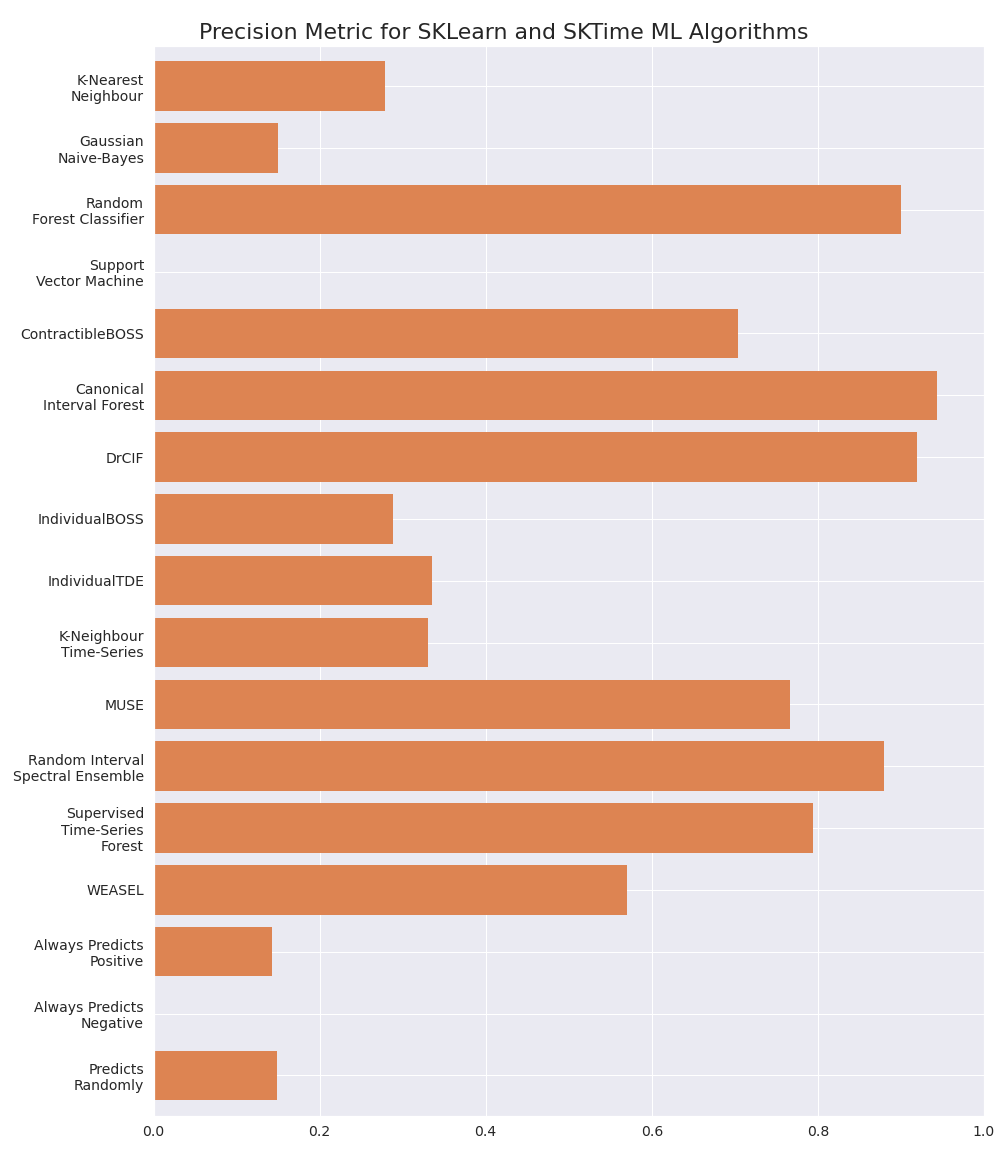 Precision Metric for SKLearn and SKTime ML Algorithms
K-Nearest
Neighbour
Gaussian
Naive-Bayes
Random
Forest Classifier
Support
Vector Machine
ContractibleBOSS
Canonical
Interval Forest
DrCIF
IndividualBOSS
IndividualTDE
K-Neighbour
Time-Series
MUSE
Random Interval
Spectral Ensemble
Supervised
Time-Series
Forest
WEASEL
Always Predicts
Positive
Always Predicts
Negative
Predicts
Randomly
0.0 0.2 0.4 0.6 0.8 1.0